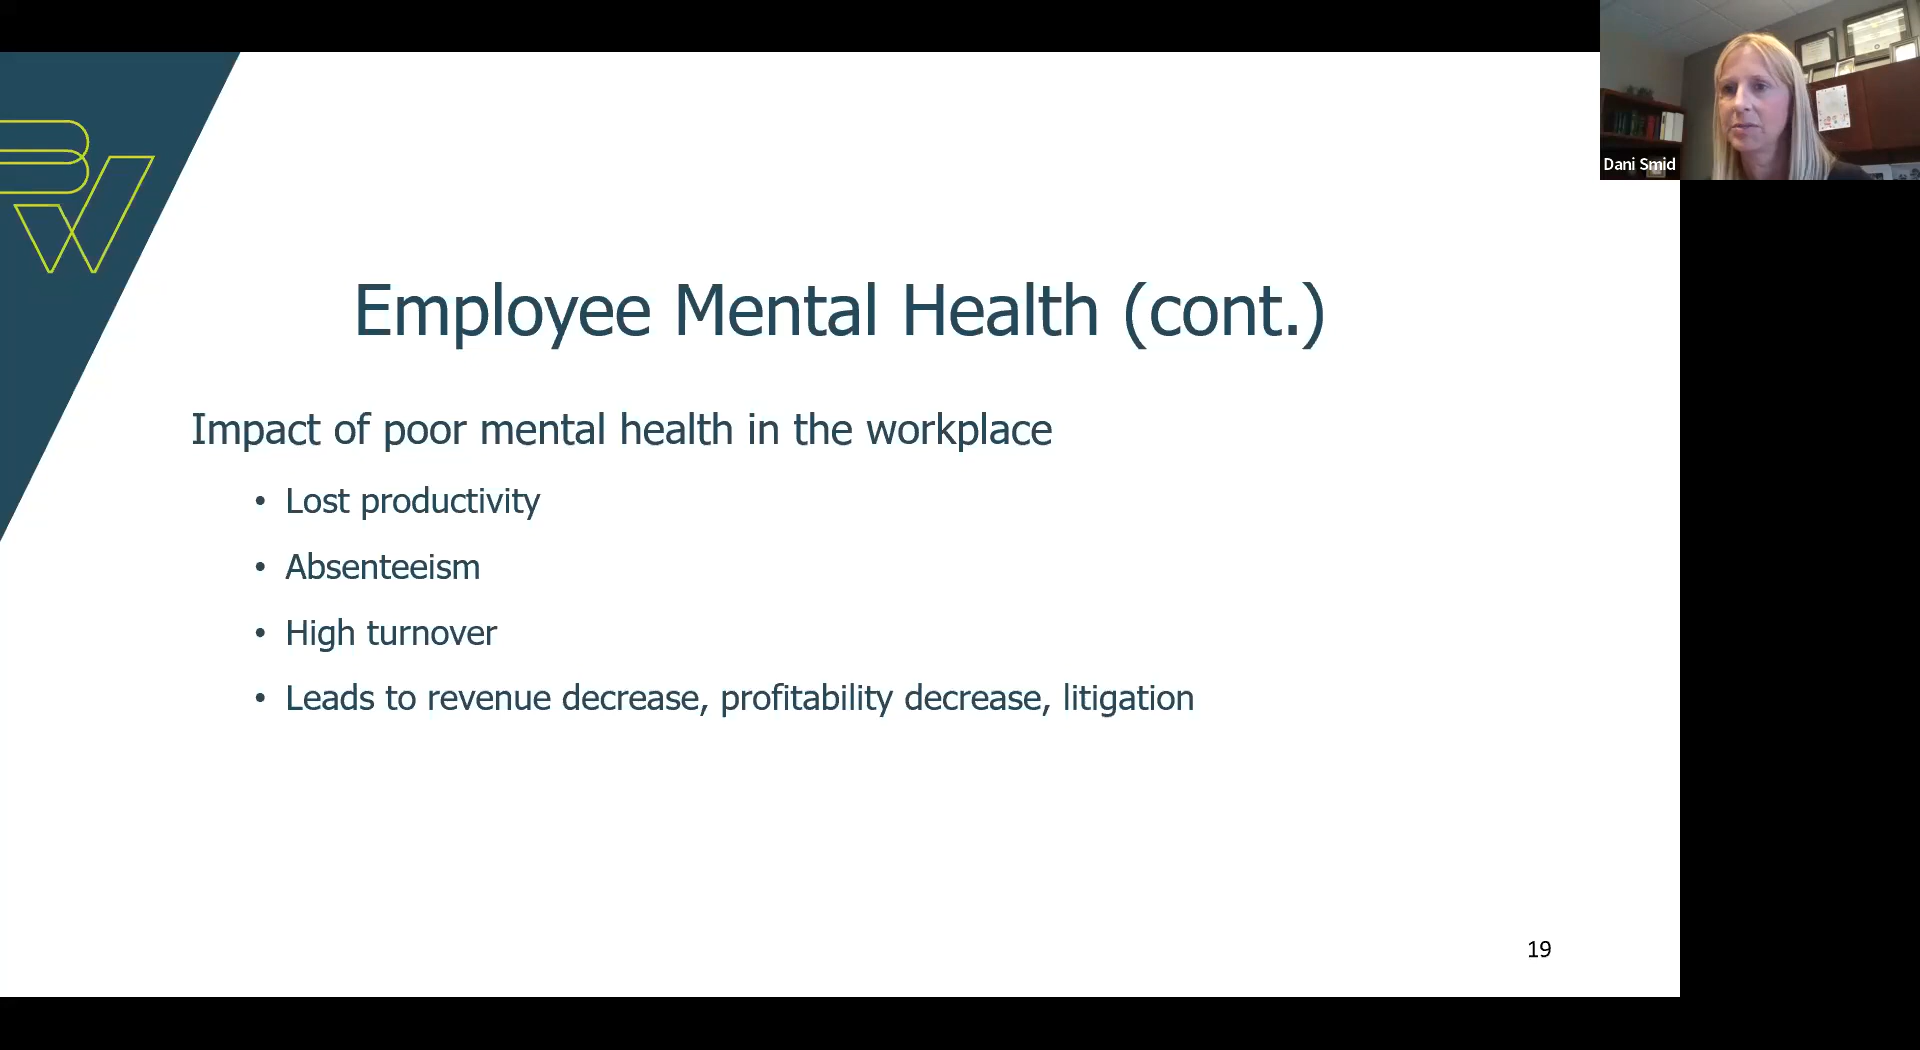 Dani Smid
Employee Mental Health (cont.)
Impact of poor mental health in the workplace
• Lost productivity
• Absenteeism
• High turnover
• Leads to revenue decrease, profitability decrease, litigation
19